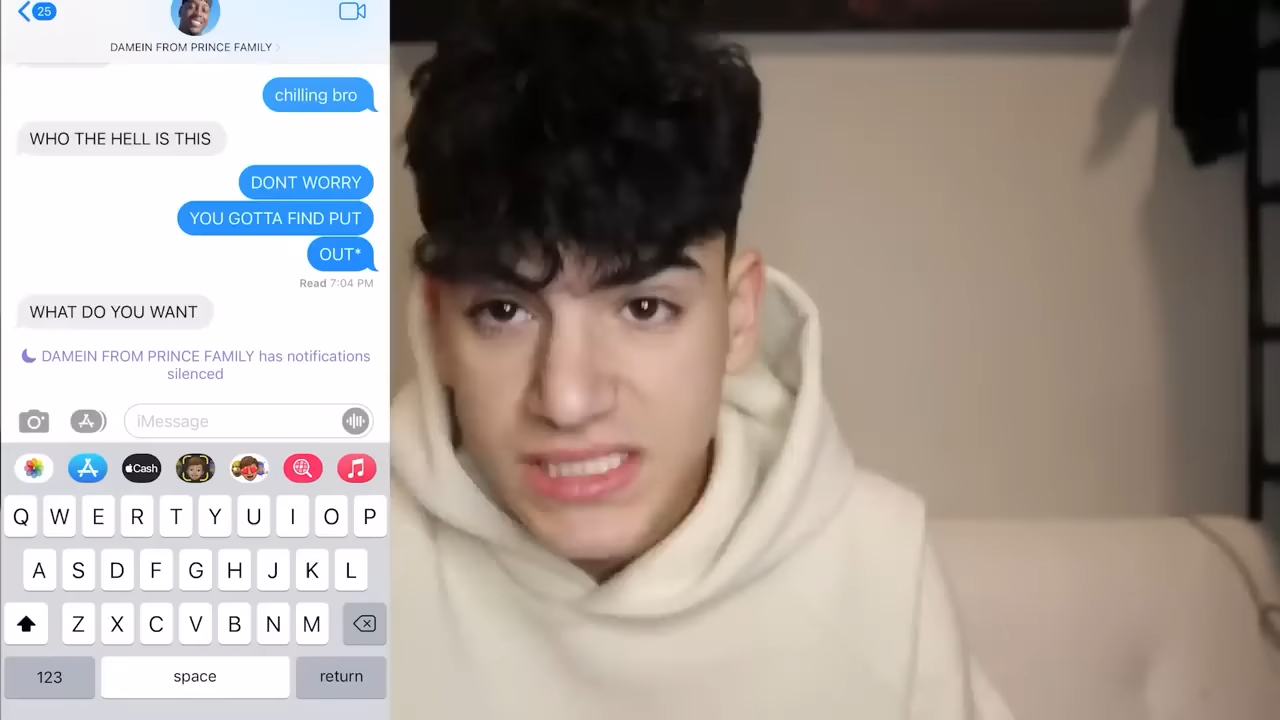 25
DAMEIN FROM PRINCE FAMILY
chilling bro
WHO THE HELL IS THIS
DONT WORRY
YOU GOTTA FIND PUT
OUT*
Read 7:04 PM
WHAT DO YOU WANT
DAMEIN FROM PRINCE FAMILY has notifications
silenced
iMessage
Cash
Q W E R T Y U I O P
A S D F G H J K L
Z X C V B N M
123 space return